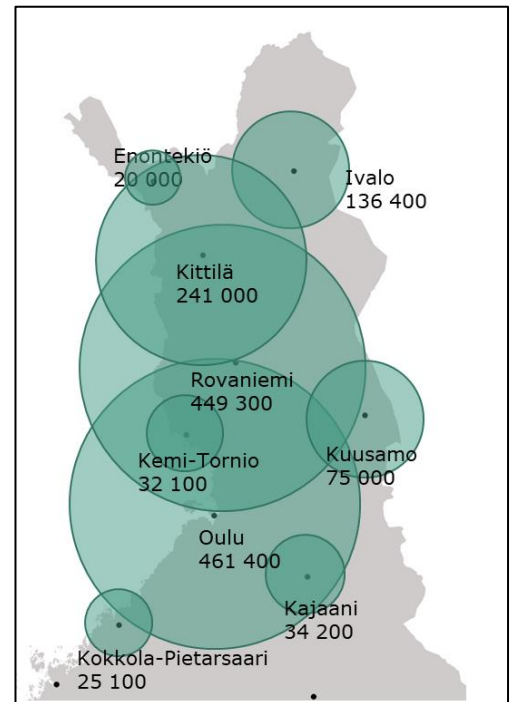 Enontekiö
20 000
Ivalo
136 400
Kittilä
241 000
Rovaniemi
449 300
Kemi-Tornio
32 100
Kuusamo
75 000
Oulu
461 400
Kajaani
34 200
Kokkola-Pietarsaari
25 100